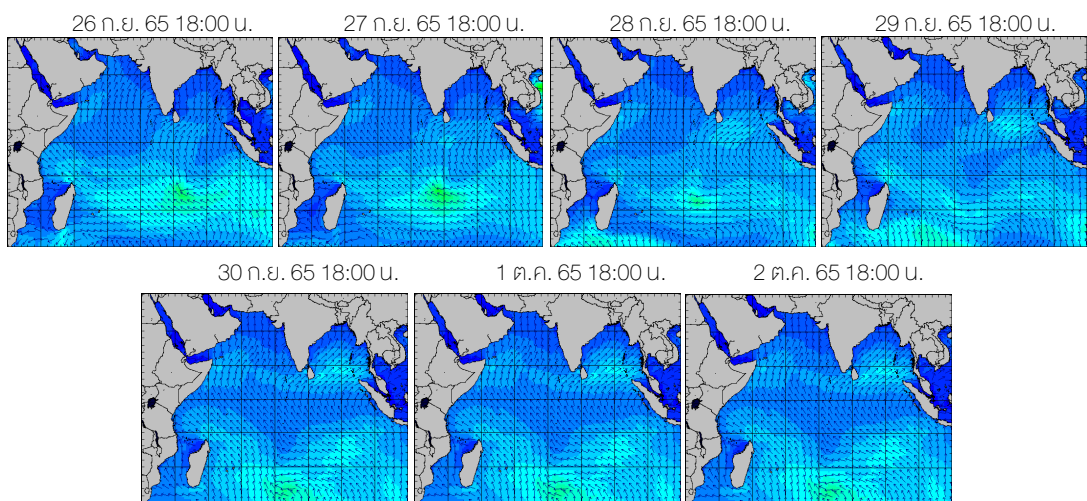 26 ก.ย. 65 18:00 น.
27 ก.ย. 65 18:00 น.
28 ก.ย. 65 18:00 น.
29 ก.ย. 65 18:00 น.
30 ก.ย. 65 18:00 น.
1 ต.ค. 65 18:00 น.
2 ต.ค. 65 18:00 น.